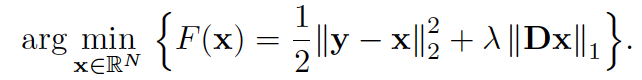 arg min_{𝐱∈ℝ^N} { F(𝐱) = 1/2 ‖𝐲 − 𝐱‖_2^2 + λ ‖𝐃𝐱‖_1 }.